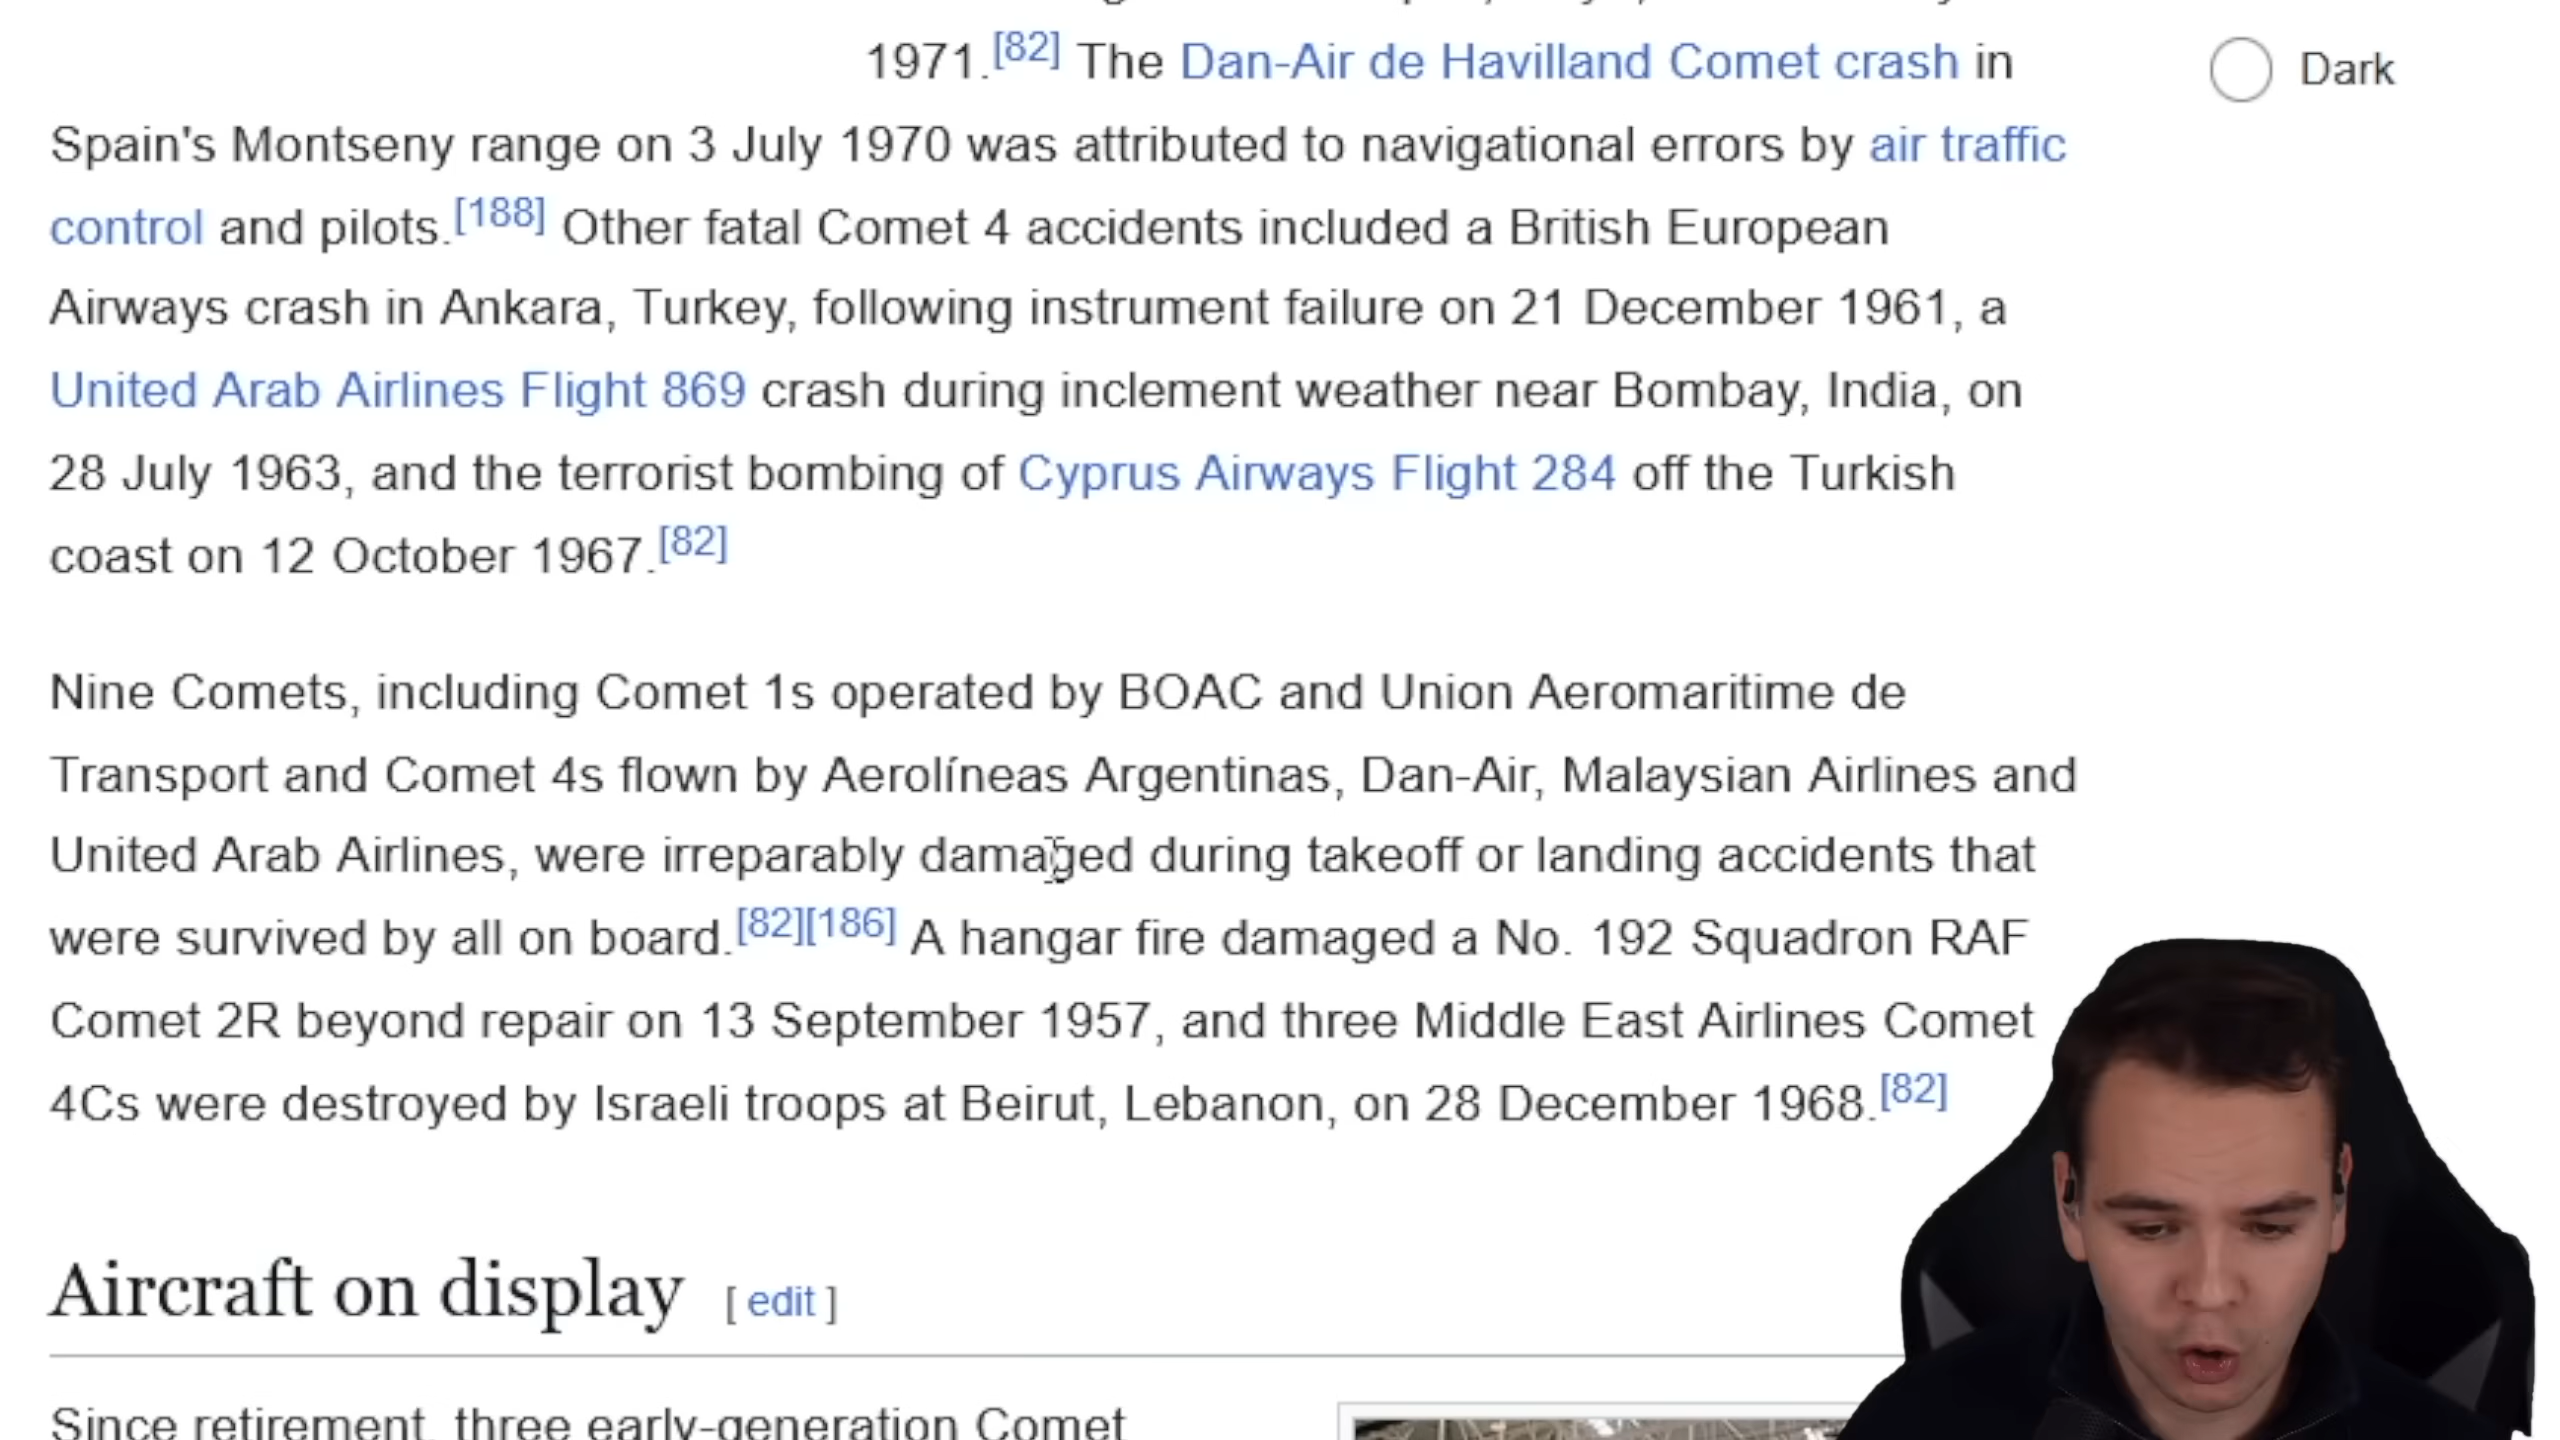 1971.[82] The Dan-Air de Havilland Comet crash in
Dark
Spain's Montseny range on 3 July 1970 was attributed to navigational errors by air traffic
control and pilots.[188] Other fatal Comet 4 accidents included a British European
Airways crash in Ankara, Turkey, following instrument failure on 21 December 1961, a
United Arab Airlines Flight 869 crash during inclement weather near Bombay, India, on
28 July 1963, and the terrorist bombing of Cyprus Airways Flight 284 off the Turkish
coast on 12 October 1967.[82]
Nine Comets, including Comet 1s operated by BOAC and Union Aeromaritime de
Transport and Comet 4s flown by Aerolíneas Argentinas, Dan-Air, Malaysian Airlines and
United Arab Airlines, were irreparably damaged during takeoff or landing accidents that
were survived by all on board.[82][186] A hangar fire damaged a No. 192 Squadron RAF
Comet 2R beyond repair on 13 September 1957, and three Middle East Airlines Comet
4Cs were destroyed by Israeli troops at Beirut, Lebanon, on 28 December 1968.[82]
Aircraft on display [ edit ]
Since retirement, three early-generation Comet